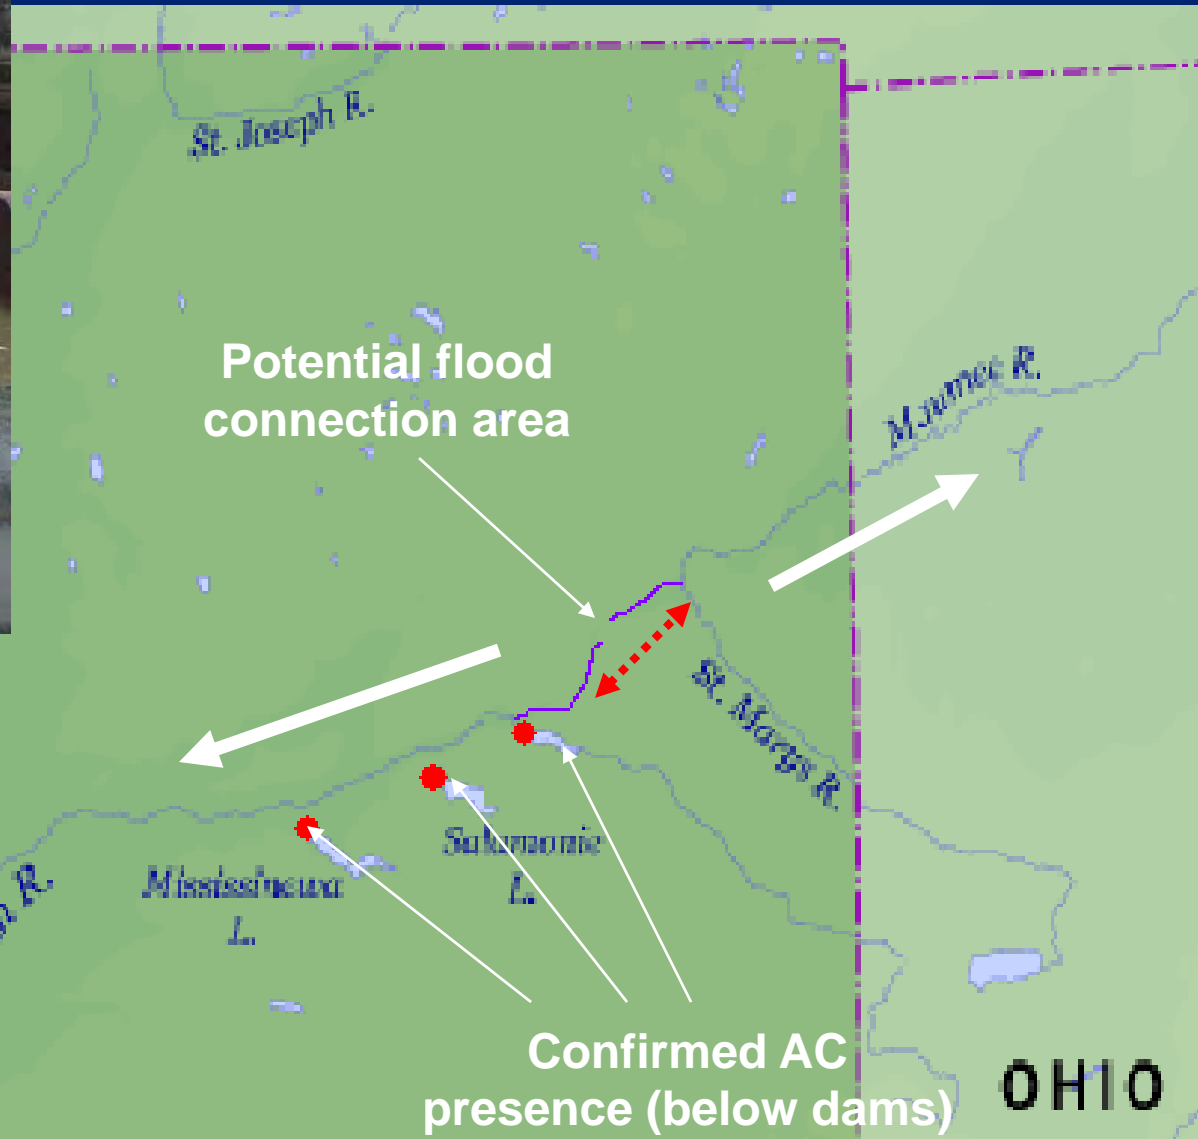 St. Joseph R.
Potential flood
connection area
Maumee R.
St. Marys R.
Salamonie
L.
Mississinewa
L.
R.
Confirmed AC
presence (below dams)
OHIO